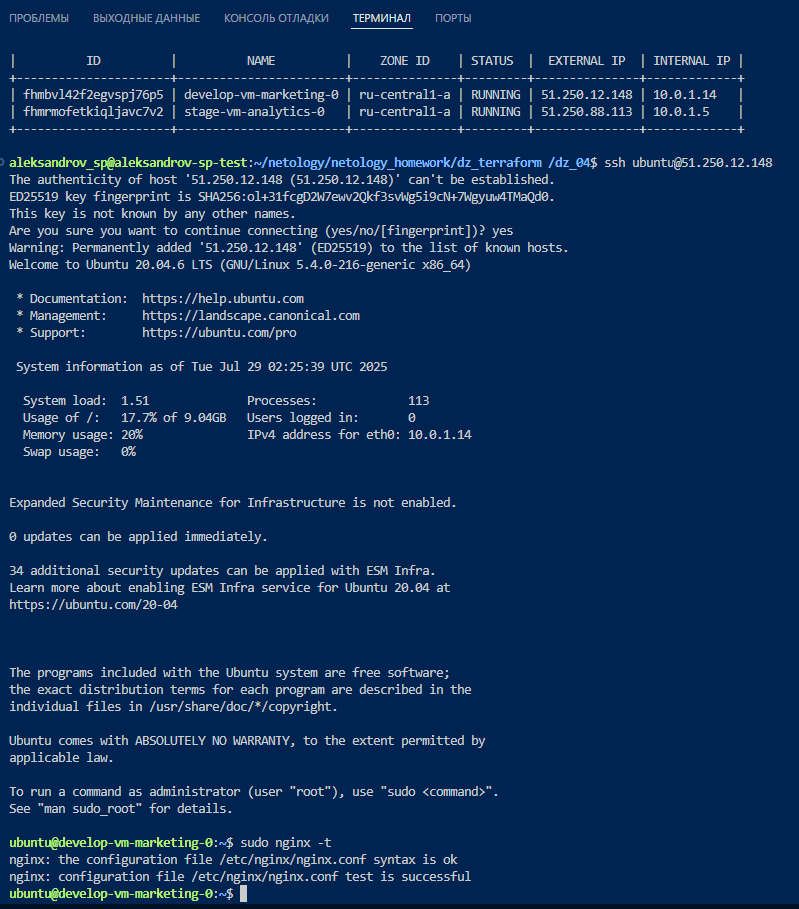 ПРОБЛЕМЫ ВЫХОДНЫЕ ДАННЫЕ КОНСОЛЬ ОТЛАДКИ ТЕРМИНАЛ ПОРТЫ
| ID | NAME | ZONE ID | STATUS | EXTERNAL IP | INTERNAL IP |
+----------------------+------------------------+---------------+---------+---------------+-------------+
| fhmbvl42f2egvspj76p5 | develop-vm-marketing-0 | ru-central1-a | RUNNING | 51.250.12.148 | 10.0.1.14 |
| fhmrmofetkiqljavc7v2 | stage-vm-analytics-0 | ru-central1-a | RUNNING | 51.250.88.113 | 10.0.1.5 |
+----------------------+------------------------+---------------+---------+---------------+-------------+
aleksandrov_sp@aleksandrov-sp-test:~/netology/netology_homework/dz_terraform /dz_04$ ssh ubuntu@51.250.12.148
The authenticity of host '51.250.12.148 (51.250.12.148)' can't be established.
ED25519 key fingerprint is SHA256:ol+31fcgD2W7ewv2Qkf3svWg5i9cN+7Wgyuw4TMaQd0.
This key is not known by any other names.
Are you sure you want to continue connecting (yes/no/[fingerprint])? yes
Warning: Permanently added '51.250.12.148' (ED25519) to the list of known hosts.
Welcome to Ubuntu 20.04.6 LTS (GNU/Linux 5.4.0-216-generic x86_64)
* Documentation: https://help.ubuntu.com
* Management: https://landscape.canonical.com
* Support: https://ubuntu.com/pro
System information as of Tue Jul 29 02:25:39 UTC 2025
System load: 1.51 Processes: 113
Usage of /: 17.7% of 9.04GB Users logged in: 0
Memory usage: 20% IPv4 address for eth0: 10.0.1.14
Swap usage: 0%
Expanded Security Maintenance for Infrastructure is not enabled.
0 updates can be applied immediately.
34 additional security updates can be applied with ESM Infra.
Learn more about enabling ESM Infra service for Ubuntu 20.04 at
https://ubuntu.com/20-04
The programs included with the Ubuntu system are free software;
the exact distribution terms for each program are described in the
individual files in /usr/share/doc/*/copyright.
Ubuntu comes with ABSOLUTELY NO WARRANTY, to the extent permitted by
applicable law.
To run a command as administrator (user "root"), use "sudo <command>".
See "man sudo_root" for details.
ubuntu@develop-vm-marketing-0:~$ sudo nginx -t
nginx: the configuration file /etc/nginx/nginx.conf syntax is ok
nginx: configuration file /etc/nginx/nginx.conf test is successful
ubuntu@develop-vm-marketing-0:~$